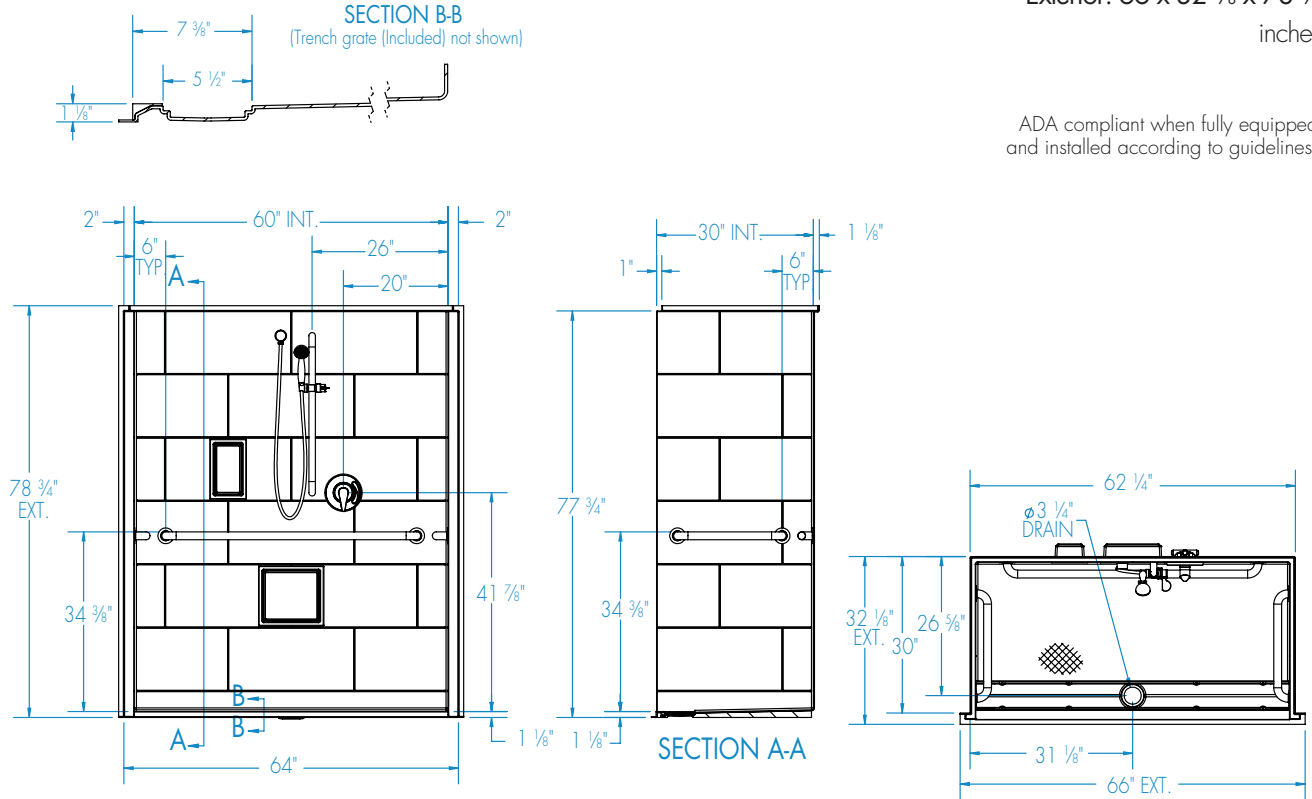 SECTION B-B
(Trench grate (Included) not shown)
7 ⅜"
5 ½"
1 ⅛"
inche
ADA compliant when fully equipped
and installed according to guidelines
2"
60" INT.
2"
6"
TYP.
26"
A
20"
78 ¾"
EXT.
34 ⅜"
41 ⅞"
B
B
A
1 ⅛"
64"
30" INT.
1 ⅛"
1"
6"
TYP
77 ¾"
34 ⅜"
1 ⅛"
SECTION A-A
62 ¼"
ø3 ¼"
DRAIN
32 ⅛"
EXT.
30"
26 ⅝"
31 ⅛"
66" EXT.